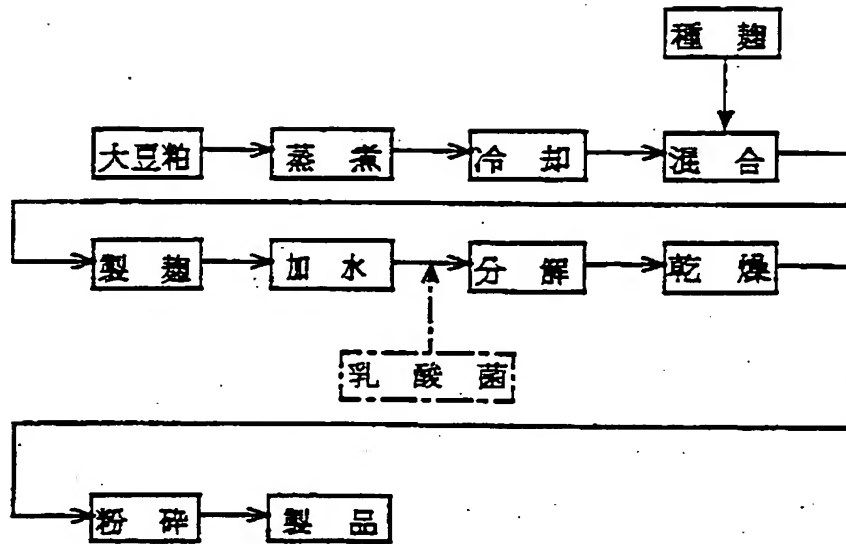 種麹
大豆粕 蒸煮 冷却 混合
製麹 加水 分解 乾燥
乳酸菌
粉砕 製品